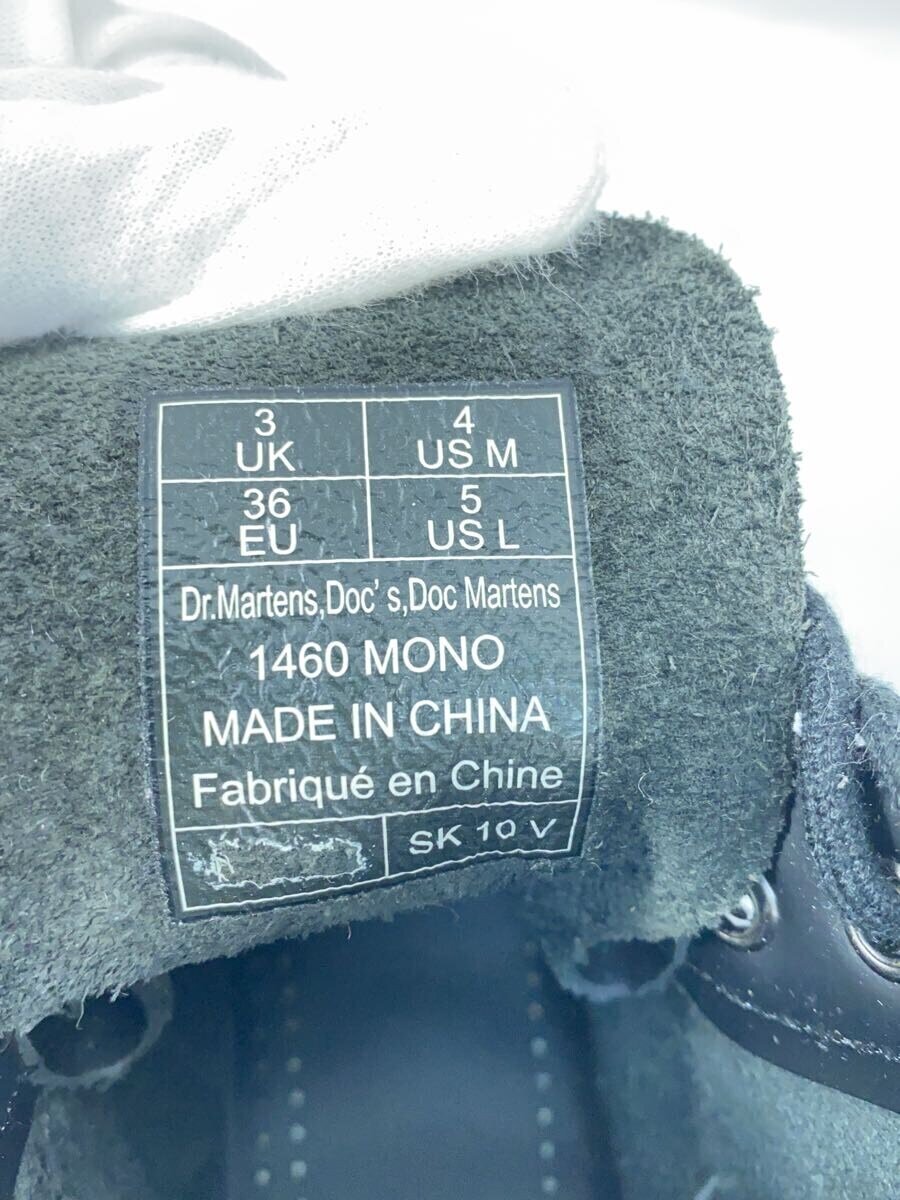 3
UK
4
US M
36
EU
5
US L
Dr.Martens,Doc's,Doc Martens
1460 MONO
MADE IN CHINA
Fabriqué en Chine
SK 10 V